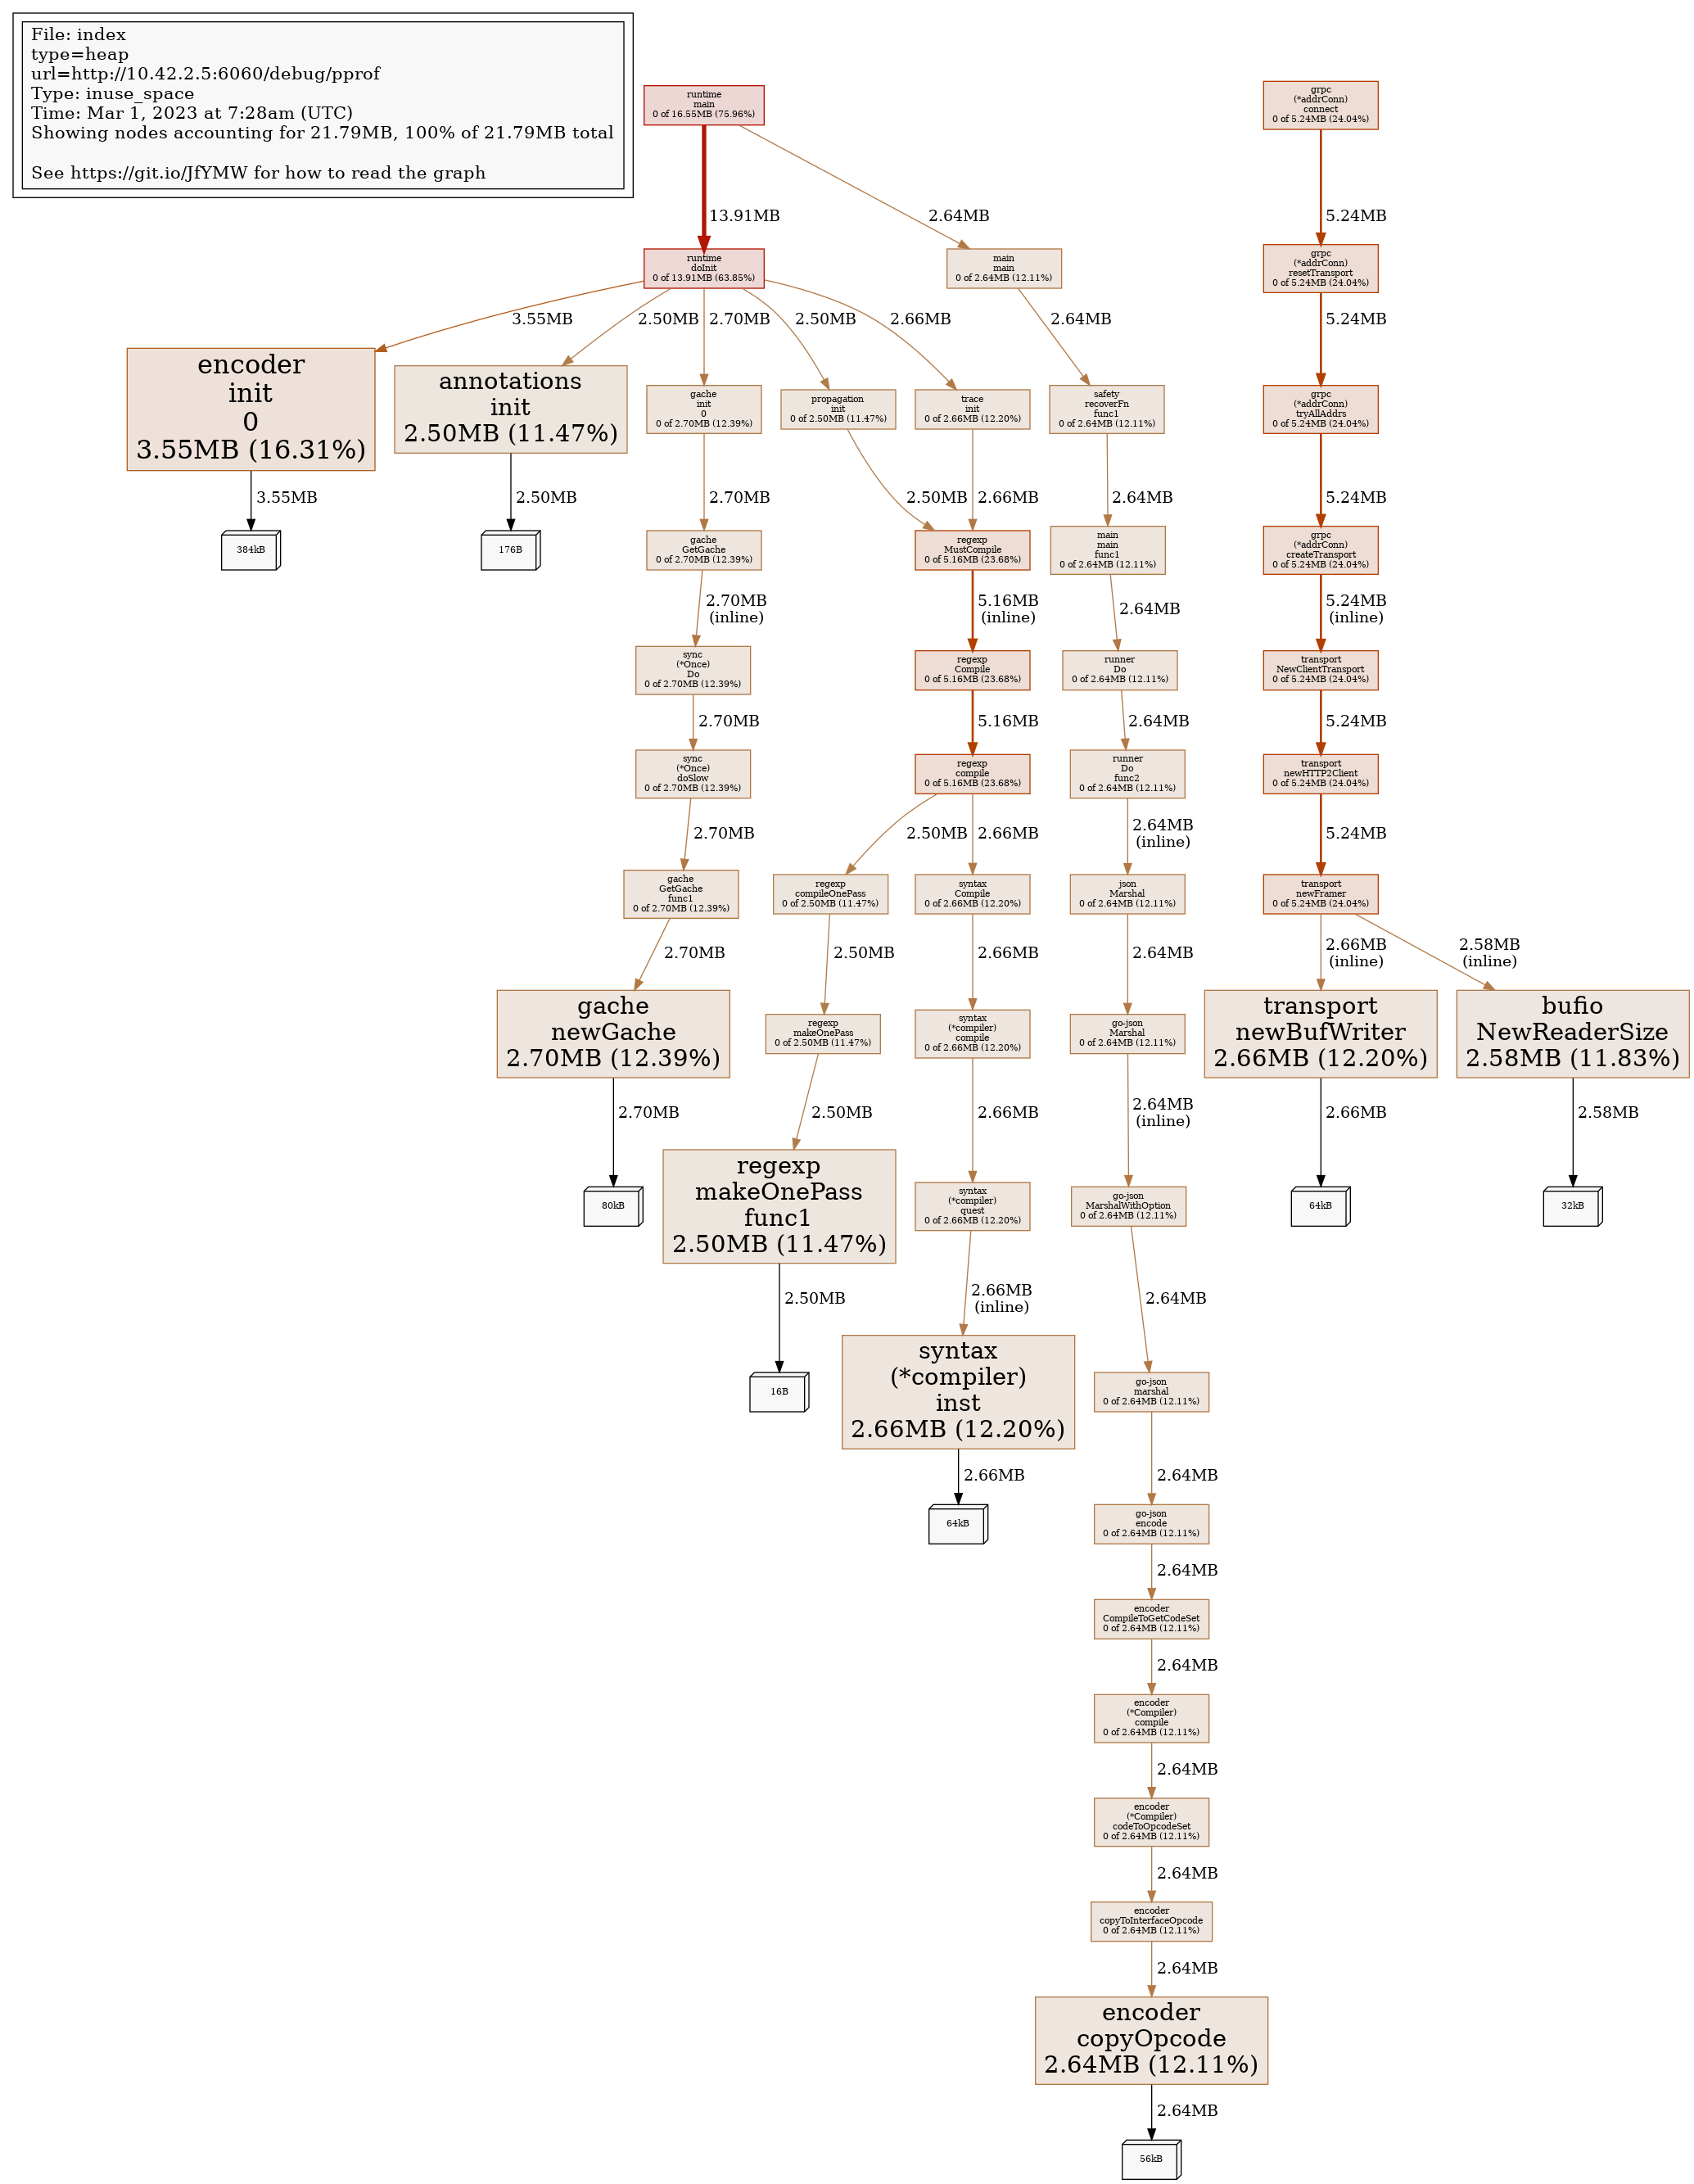 File: index
type=heap
url=http://10.42.2.5:6060/debug/pprof
Type: inuse_space
Time: Mar 1, 2023 at 7:28am (UTC)
Showing nodes accounting for 21.79MB, 100% of 21.79MB total
See https://git.io/JfYMW for how to read the graph
runtime
main
0 of 16.55MB (75.96%)
grpc
(*addrConn)
connect
0 of 5.24MB (24.04%)
13.91MB
2.64MB
5.24MB
runtime
doInit
0 of 13.91MB (63.85%)
main
main
0 of 2.64MB (12.11%)
grpc
(*addrConn)
resetTransport
0 of 5.24MB (24.04%)
3.55MB
2.50MB
2.70MB
2.50MB
2.66MB
2.64MB
5.24MB
encoder
init
0
3.55MB (16.31%)
annotations
init
2.50MB (11.47%)
gache
init
0
0 of 2.70MB (12.39%)
propagation
init
0 of 2.50MB (11.47%)
trace
init
0 of 2.66MB (12.20%)
safety
recoverFn
func1
0 of 2.64MB (12.11%)
grpc
(*addrConn)
tryAllAddrs
0 of 5.24MB (24.04%)
3.55MB
2.50MB
2.70MB
2.50MB
2.66MB
2.64MB
5.24MB
384kB
176B
gache
GetGache
0 of 2.70MB (12.39%)
regexp
MustCompile
0 of 5.16MB (23.68%)
main
main
func1
0 of 2.64MB (12.11%)
grpc
(*addrConn)
createTransport
0 of 5.24MB (24.04%)
2.70MB
(inline)
5.16MB
(inline)
2.64MB
5.24MB
(inline)
sync
(*Once)
Do
0 of 2.70MB (12.39%)
regexp
Compile
0 of 5.16MB (23.68%)
runner
Do
0 of 2.64MB (12.11%)
transport
NewClientTransport
0 of 5.24MB (24.04%)
2.70MB
5.16MB
2.64MB
5.24MB
sync
(*Once)
doSlow
0 of 2.70MB (12.39%)
regexp
compile
0 of 5.16MB (23.68%)
runner
Do
func2
0 of 2.64MB (12.11%)
transport
newHTTP2Client
0 of 5.24MB (24.04%)
2.70MB
2.50MB
2.66MB
2.64MB
(inline)
5.24MB
gache
GetGache
func1
0 of 2.70MB (12.39%)
regexp
compileOnePass
0 of 2.50MB (11.47%)
syntax
Compile
0 of 2.66MB (12.20%)
json
Marshal
0 of 2.64MB (12.11%)
transport
newFramer
0 of 5.24MB (24.04%)
2.70MB
2.50MB
2.66MB
2.64MB
2.66MB
(inline)
2.58MB
(inline)
gache
newGache
2.70MB (12.39%)
regexp
makeOnePass
0 of 2.50MB (11.47%)
syntax
(*compiler)
compile
0 of 2.66MB (12.20%)
go-json
Marshal
0 of 2.64MB (12.11%)
transport
newBufWriter
2.66MB (12.20%)
bufio
NewReaderSize
2.58MB (11.83%)
2.70MB
2.50MB
2.66MB
2.64MB
(inline)
2.66MB
2.58MB
80kB
regexp
makeOnePass
func1
2.50MB (11.47%)
syntax
(*compiler)
quest
0 of 2.66MB (12.20%)
go-json
MarshalWithOption
0 of 2.64MB (12.11%)
64kB
32kB
2.50MB
2.66MB
(inline)
2.64MB
16B
syntax
(*compiler)
inst
2.66MB (12.20%)
go-json
marshal
0 of 2.64MB (12.11%)
2.66MB
2.64MB
64kB
go-json
encode
0 of 2.64MB (12.11%)
2.64MB
encoder
CompileToGetCodeSet
0 of 2.64MB (12.11%)
2.64MB
encoder
(*Compiler)
compile
0 of 2.64MB (12.11%)
2.64MB
encoder
(*Compiler)
codeToOpcodeSet
0 of 2.64MB (12.11%)
2.64MB
encoder
copyToInterfaceOpcode
0 of 2.64MB (12.11%)
2.64MB
encoder
copyOpcode
2.64MB (12.11%)
2.64MB
56kB